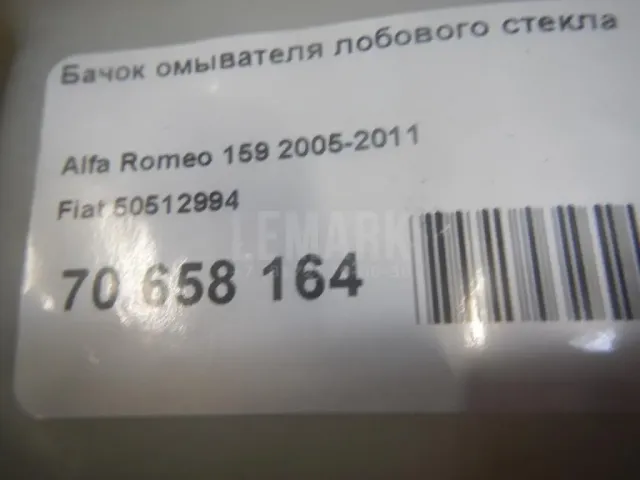 Бачок омывателя лобового стекла
Alfa Romeo 159 2005-2011
Fiat 50512994
LEMARK
70 658 164